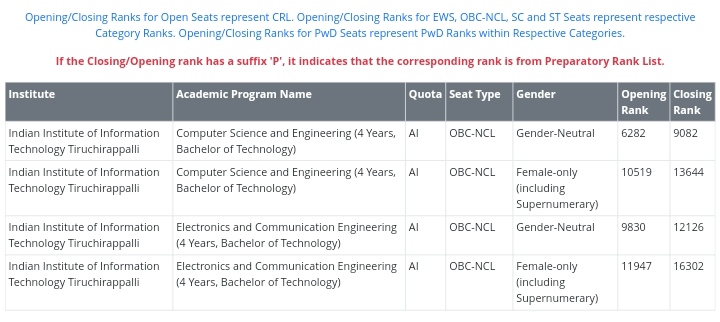 Opening/Closing Ranks for Open Seats represent CRL. Opening/Closing Ranks for EWS, OBC-NCL, SC and ST Seats represent respective
Category Ranks. Opening/Closing Ranks for PwD Seats represent PwD Ranks within Respective Categories.
If the Closing/Opening rank has a suffix 'P', it indicates that the corresponding rank is from Preparatory Rank List.
Institute Academic Program Name Quota Seat Type Gender Opening Closing
Rank Rank
Indian Institute of Information Computer Science and Engineering (4 Years, AI OBC-NCL Gender-Neutral 6282 9082
Technology Tiruchirappalli Bachelor of Technology)
Indian Institute of Information Computer Science and Engineering (4 Years, AI OBC-NCL Female-only 10519 13644
Technology Tiruchirappalli Bachelor of Technology) (including
Supernumerary)
Indian Institute of Information Electronics and Communication Engineering AI OBC-NCL Gender-Neutral 9830 12126
Technology Tiruchirappalli (4 Years, Bachelor of Technology)
Indian Institute of Information Electronics and Communication Engineering AI OBC-NCL Female-only 11947 16302
Technology Tiruchirappalli (4 Years, Bachelor of Technology) (including
Supernumerary)